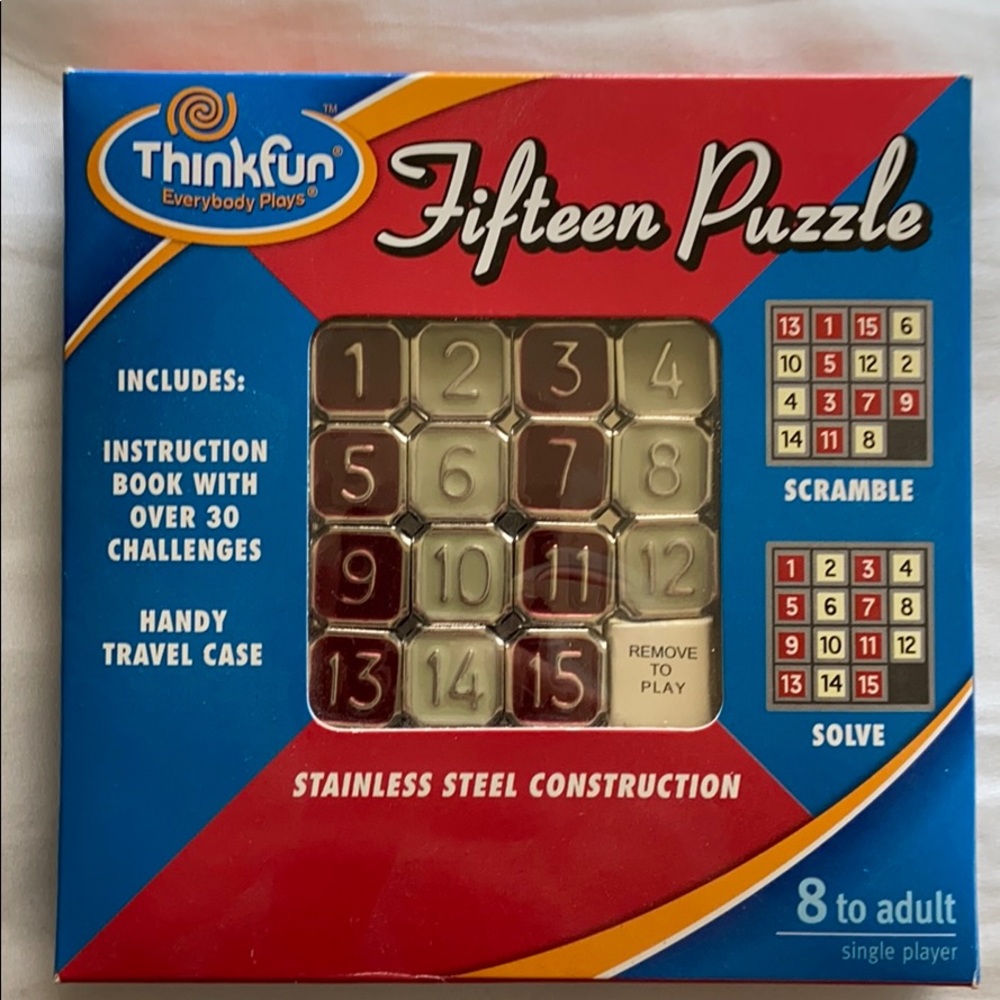 Thinkfun® ™
Everybody Plays®
Fifteen Puzzle
INCLUDES:
INSTRUCTION
BOOK WITH
OVER 30
CHALLENGES
HANDY
TRAVEL CASE
1 2 3 4
5 6 7 8
9 10 11 12
13 14 15
REMOVE
TO
PLAY
13 1 15 6
10 5 12 2
4 3 7 9
14 11 8
SCRAMBLE
1 2 3 4
5 6 7 8
9 10 11 12
13 14 15
SOLVE
STAINLESS STEEL CONSTRUCTION
8 to adult
single player